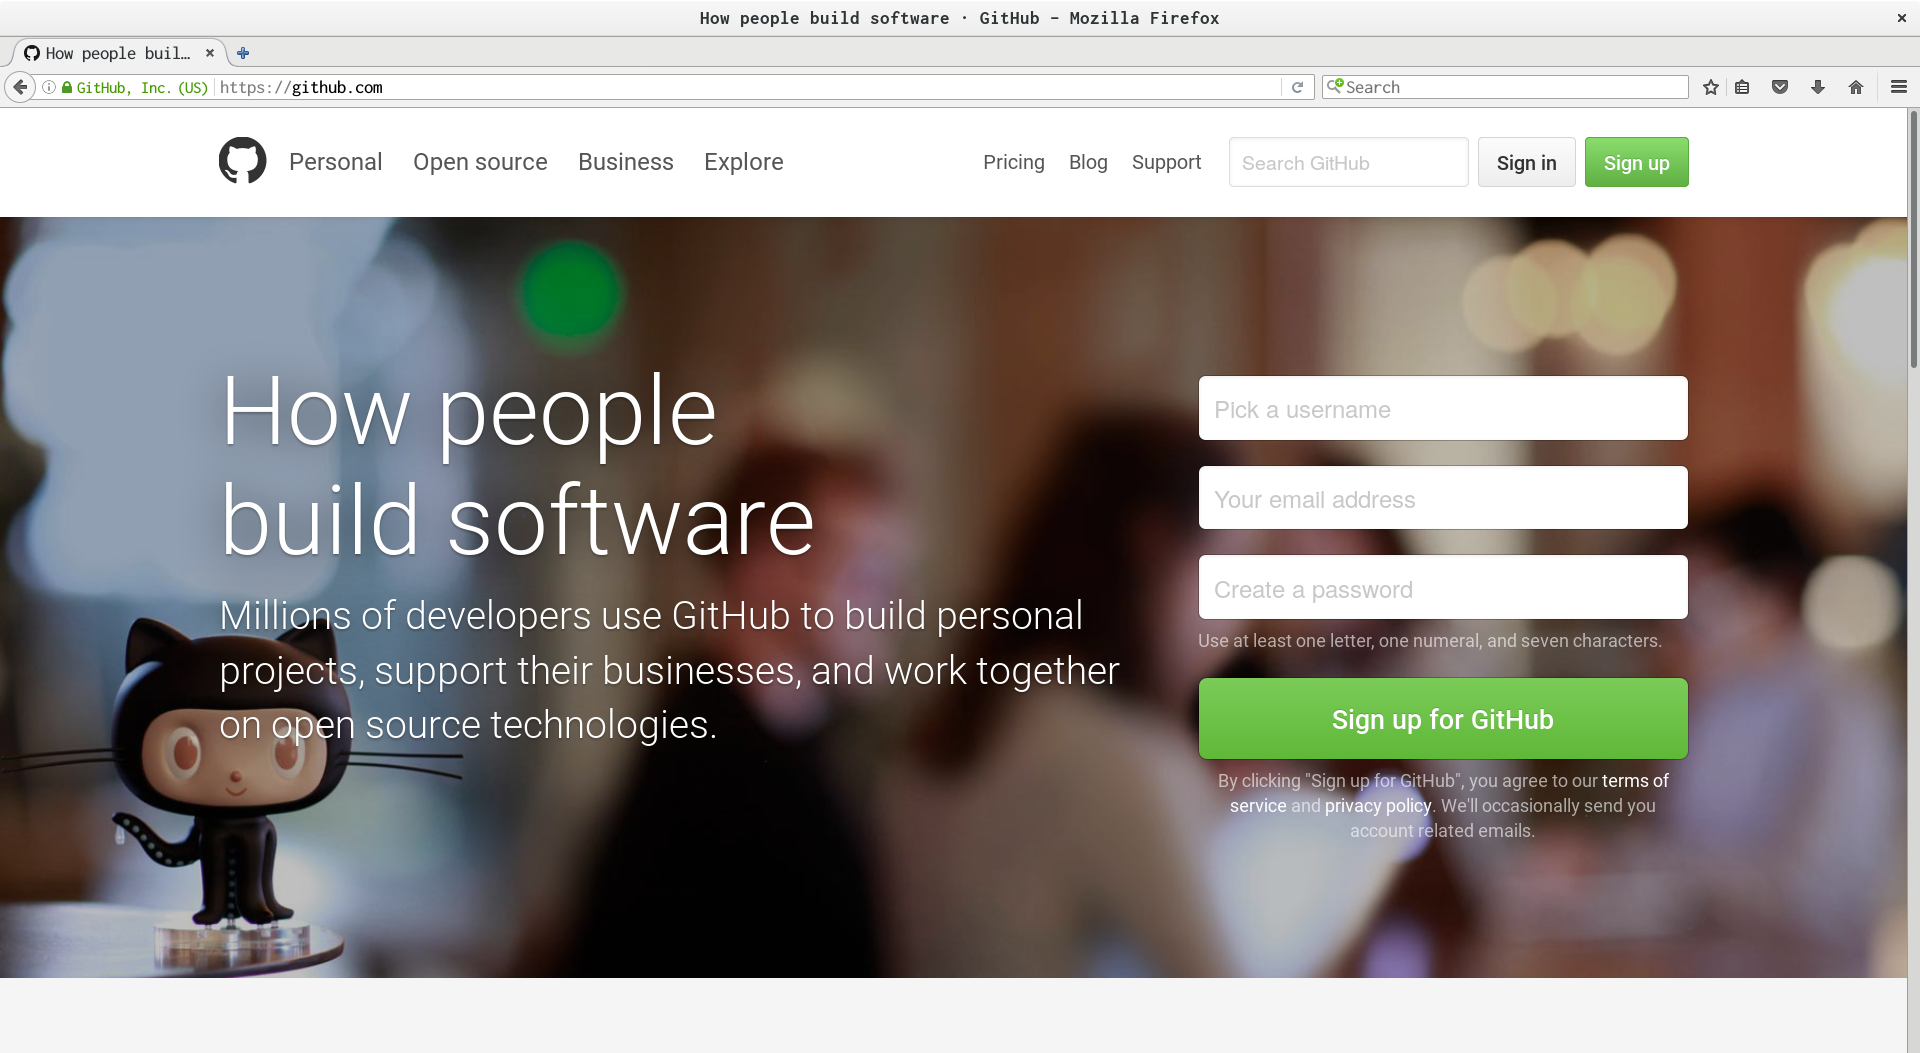 How people build software · GitHub - Mozilla Firefox
How people buil...
GitHub, Inc. (US) https://github.com
Search
Personal Open source Business Explore Pricing Blog Support Search GitHub Sign in Sign up
How people
build software
Millions of developers use GitHub to build personal
projects, support their businesses, and work together
on open source technologies.
Pick a username
Your email address
Create a password
Use at least one letter, one numeral, and seven characters.
Sign up for GitHub
By clicking "Sign up for GitHub", you agree to our terms of
service and privacy policy. We'll occasionally send you
account related emails.